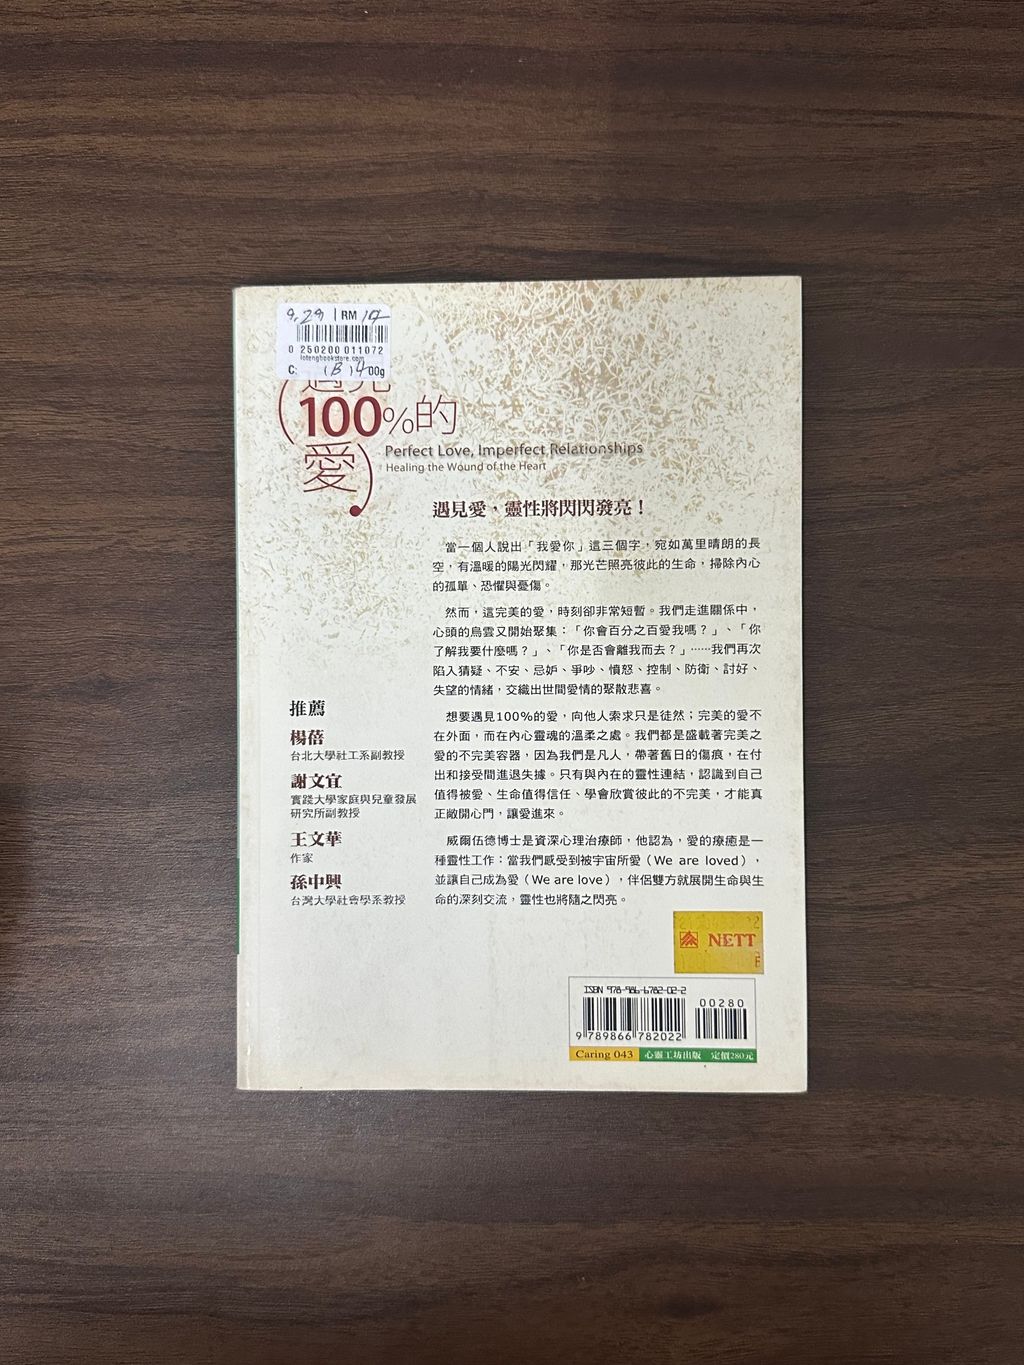 9.29 RM 14
0 250200 011072
lotengbookstore.com
C: 00g
遇見
100%的
愛
Perfect Love, Imperfect Relationships
Healing the Wound of the Heart
遇見愛，靈性將閃閃發亮！
當一個人說出「我愛你」這三個字，宛如萬里晴朗的長
空，有溫暖的陽光閃耀，那光芒照亮彼此的生命，掃除內心
的孤單、恐懼與憂傷。
然而，這完美的愛，時刻卻非常短暫。我們走進關係中，
心頭的烏雲又開始聚集：「你會百分之百愛我嗎？」、「你
了解我要什麼嗎？」、「你是否會離我而去？」⋯⋯我們再次
陷入猜疑、不安、忌妒、爭吵、憤怒、控制、防衛、討好、
失望的情緒，交織出世間愛情的聚散悲喜。
想要遇見100%的愛，向他人索求只是徒然；完美的愛不
在外面，而在內心靈魂的溫柔之處。我們都是盛載著完美之
愛的不完美容器，因為我們是凡人，帶著舊日的傷痕，在付
出和接受間進退失據。只有與內在的靈性連結，認識到自己
值得被愛、生命值得信任、學會欣賞彼此的不完美，才能真
正敞開心門，讓愛進來。
威爾伍德博士是資深心理治療師，他認為，愛的療癒是一
種靈性工作：當我們感受到被宇宙所愛（We are loved），
並讓自己成為愛（We are love），伴侶雙方就展開生命與生
命的深刻交流，靈性也將隨之閃亮。
推薦
楊蓓
台北大學社工系副教授
謝文宜
實踐大學家庭與兒童發展
研究所副教授
王文華
作家
孫中興
台灣大學社會學系教授
NETT
ISBN 978-986-6782-02-2
00280
9 789866 782022
Caring 043 心靈工坊出版 定價280元